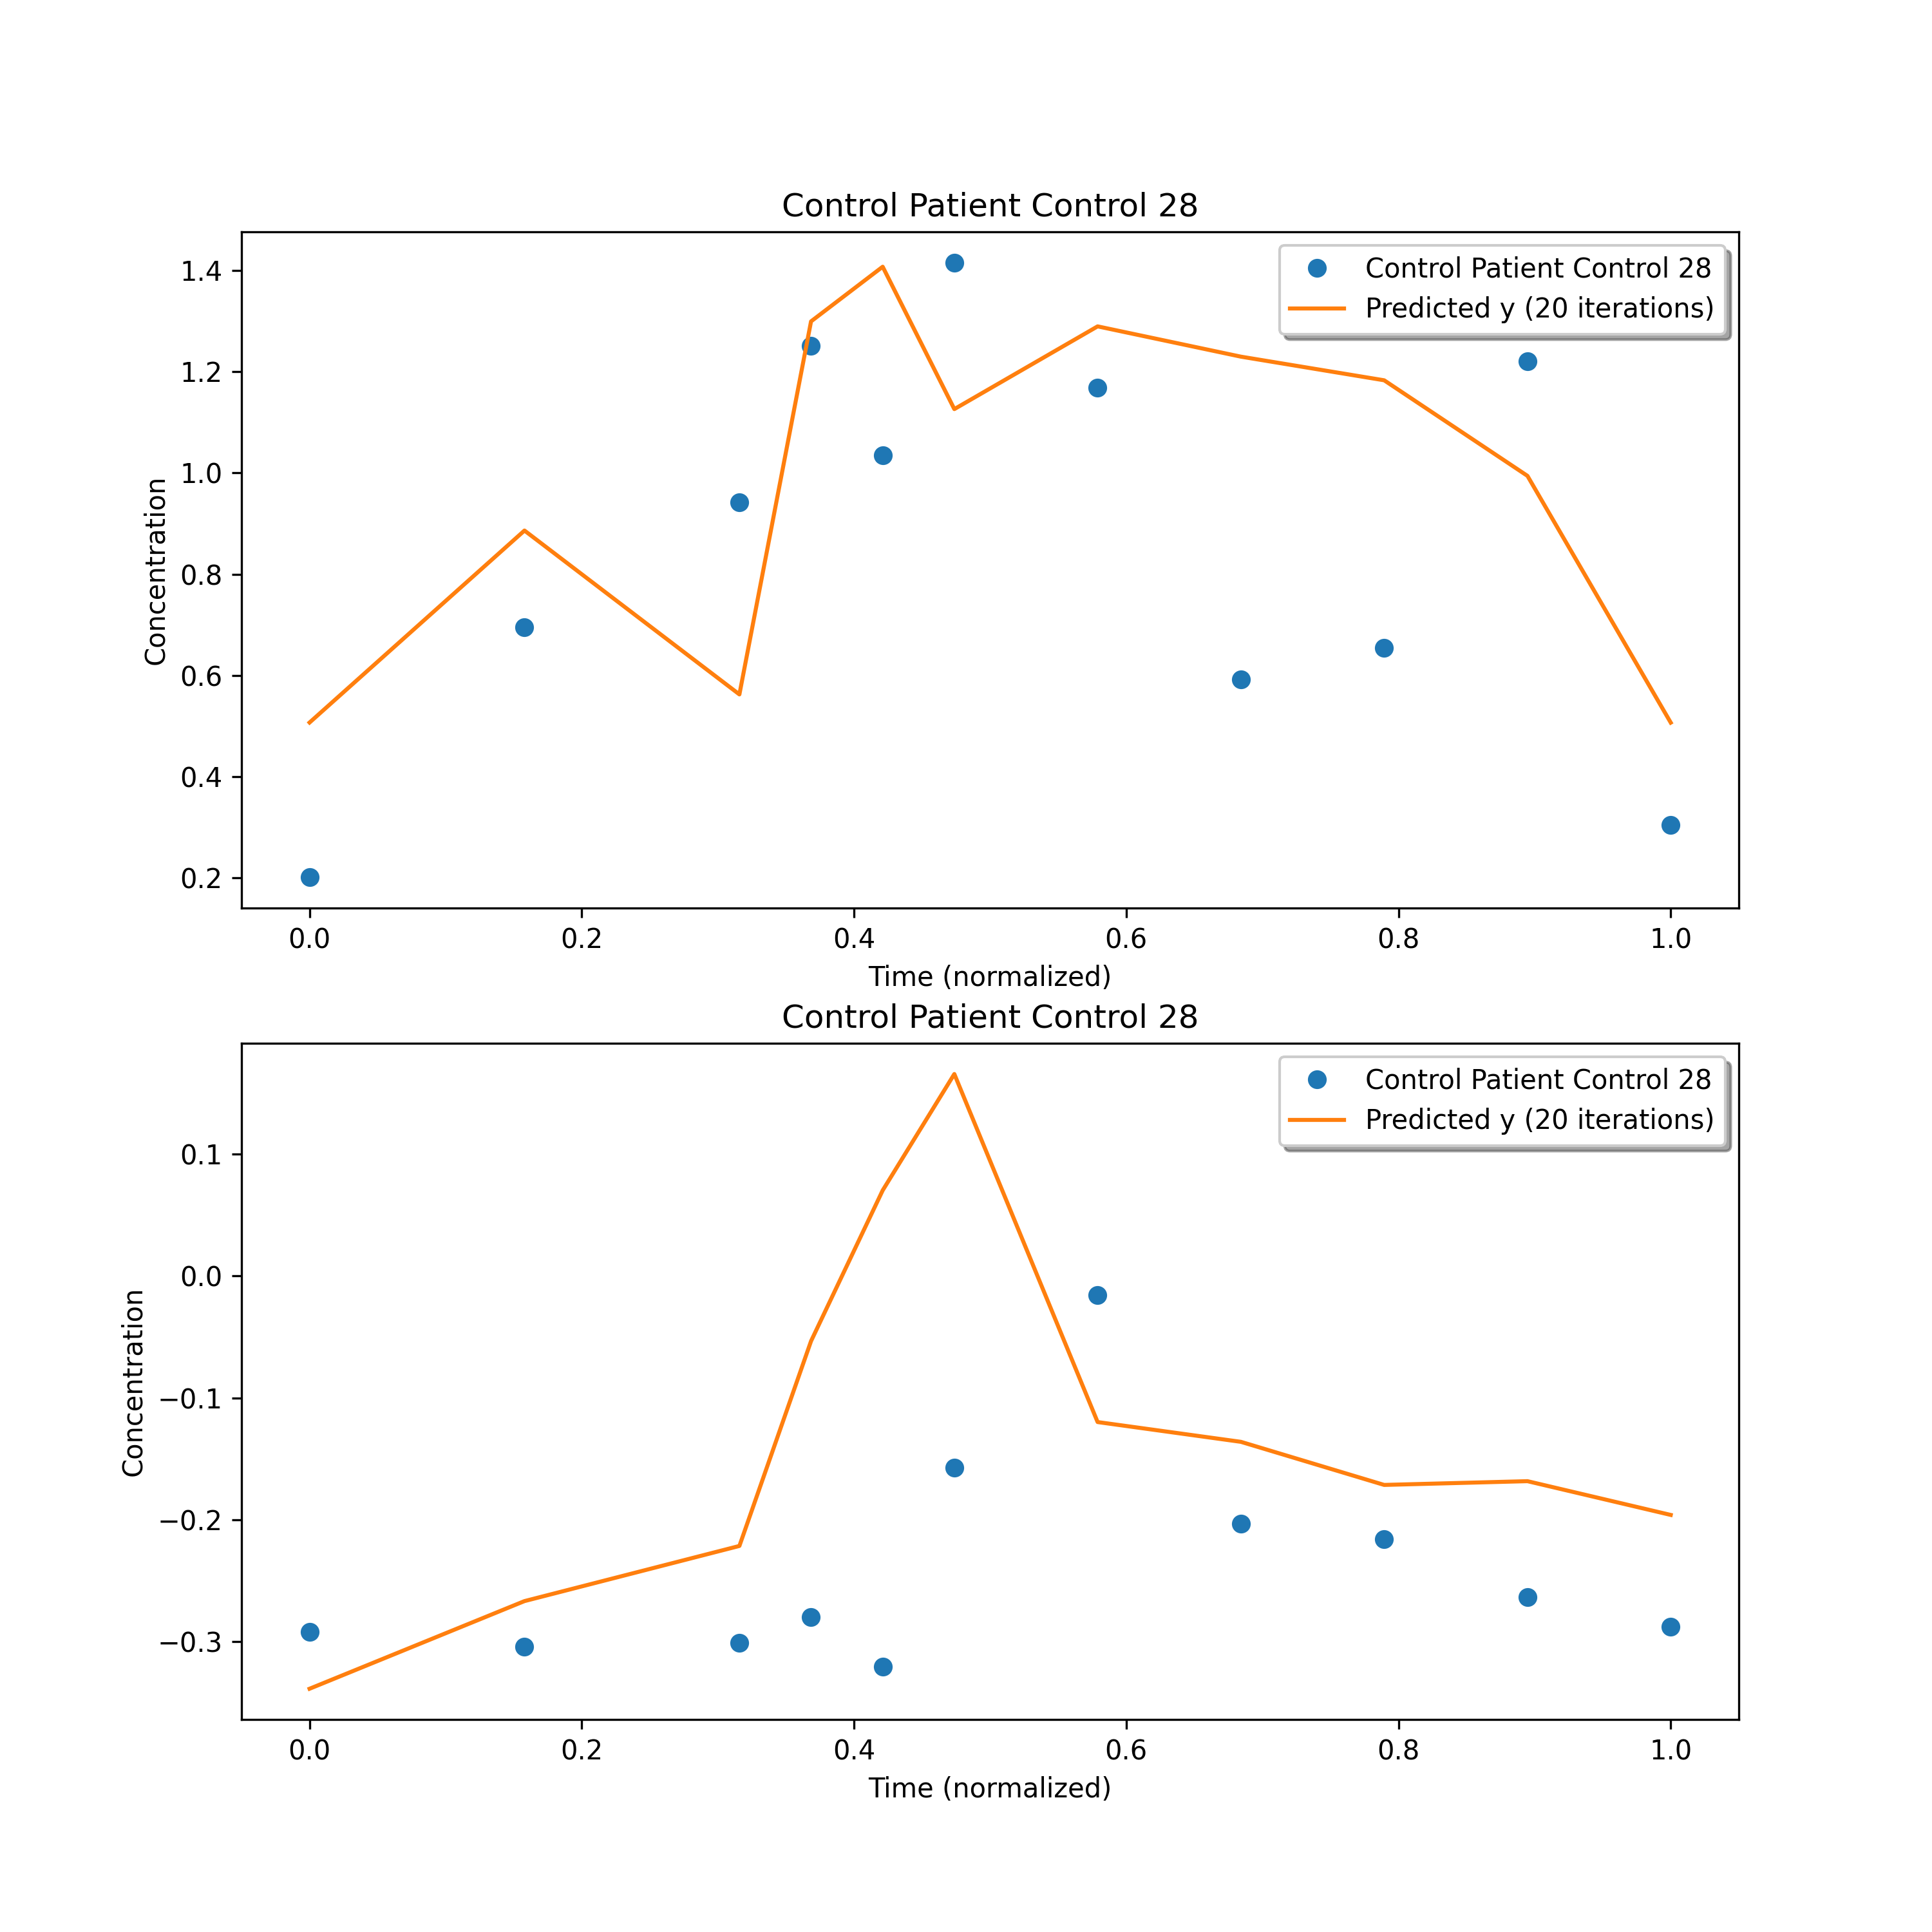 Control Patient Control 28
Control Patient Control 28
Predicted y (20 iterations)
1.4
1.2
1.0
0.8
0.6
0.4
0.2
Concentration
0.0 0.2 0.4 0.6 0.8 1.0
Time (normalized)
Control Patient Control 28
Control Patient Control 28
Predicted y (20 iterations)
0.1
0.0
−0.1
−0.2
−0.3
Concentration
0.0 0.2 0.4 0.6 0.8 1.0
Time (normalized)